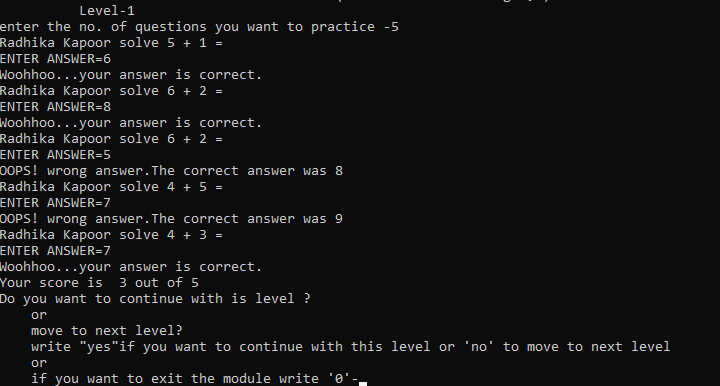 Level-1
enter the no. of questions you want to practice -5
Radhika Kapoor solve 5 + 1 =
ENTER ANSWER=6
Woohhoo...your answer is correct.
Radhika Kapoor solve 6 + 2 =
ENTER ANSWER=8
Woohhoo...your answer is correct.
Radhika Kapoor solve 6 + 2 =
ENTER ANSWER=5
OOPS! wrong answer.The correct answer was 8
Radhika Kapoor solve 4 + 5 =
ENTER ANSWER=7
OOPS! wrong answer.The correct answer was 9
Radhika Kapoor solve 4 + 3 =
ENTER ANSWER=7
Woohhoo...your answer is correct.
Your score is  3 out of 5
Do you want to continue with is level ?
or
move to next level?
write "yes"if you want to continue with this level or 'no' to move to next level
or
if you want to exit the module write '0'-